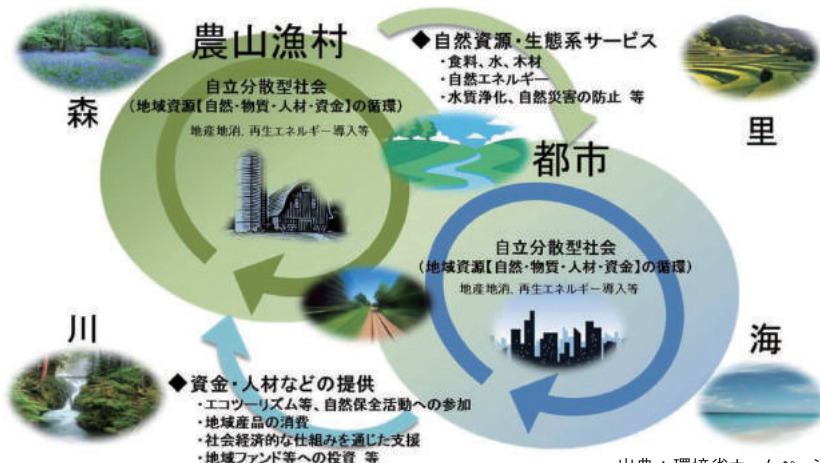 農山漁村
◆自然資源・生態系サービス
・食料、水、木材
・自然エネルギー
・水質浄化、自然災害の防止 等
森
自立分散型社会
(地域資源【自然・物質・人材・資金】の循環)
地産地消、再生エネルギー導入等
里
都市
自立分散型社会
(地域資源【自然・物質・人材・資金】の循環)
地産地消、再生エネルギー導入等
川
海
◆資金・人材などの提供
・エコツーリズム等、自然保全活動への参加
・地域産品の消費
・社会経済的な仕組みを通じた支援
・地域ファンド等への投資 等